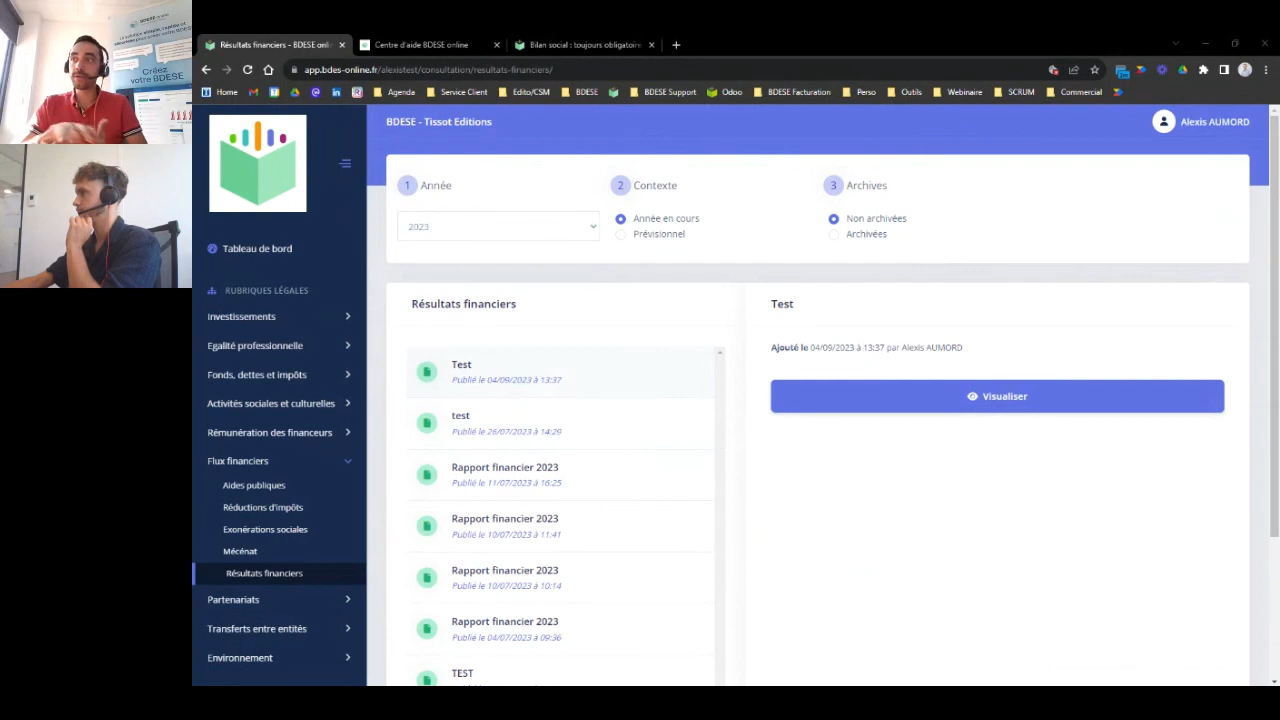 Résultats financiers - BDESE onli
Centre d'aide BDESE online
Bilan social : toujours obligatoire
app.bdes-online.fr/alexistest/consultation/resultats-financiers/
Home
Agenda
Service Client
Edito/CSM
BDESE
BDESE Support
Odoo
BDESE Facturation
Outils
Webinaire
SCRUM
Commercial
Créez
votre BDESE
BDESE - Tissot Editions
Alexis AUMORD
1 Année
2 Contexte
3 Archives
2023
Année en cours
Prévisionnel
Non archivées
Archivées
Tableau de bord
RUBRIQUES LÉGALES
Investissements
Egalité professionnelle
Fonds, dettes et impôts
Activités sociales et culturelles
Rémunération des financeurs
Flux financiers
Aides publiques
Réductions d'impôts
Exonérations sociales
Mécénat
Résultats financiers
Partenariats
Transferts entre entités
Environnement
Résultats financiers
Test
Publié le 04/09/2023 à 13:37
test
Publié le 26/07/2023 à 14:29
Rapport financier 2023
Publié le 11/07/2023 à 16:25
Rapport financier 2023
Publié le 10/07/2023 à 11:41
Rapport financier 2023
Publié le 10/07/2023 à 10:14
Rapport financier 2023
Publié le 04/07/2023 à 09:36
TEST
Test
Ajouté le 04/09/2023 à 13:37 par Alexis AUMORD
Visualiser